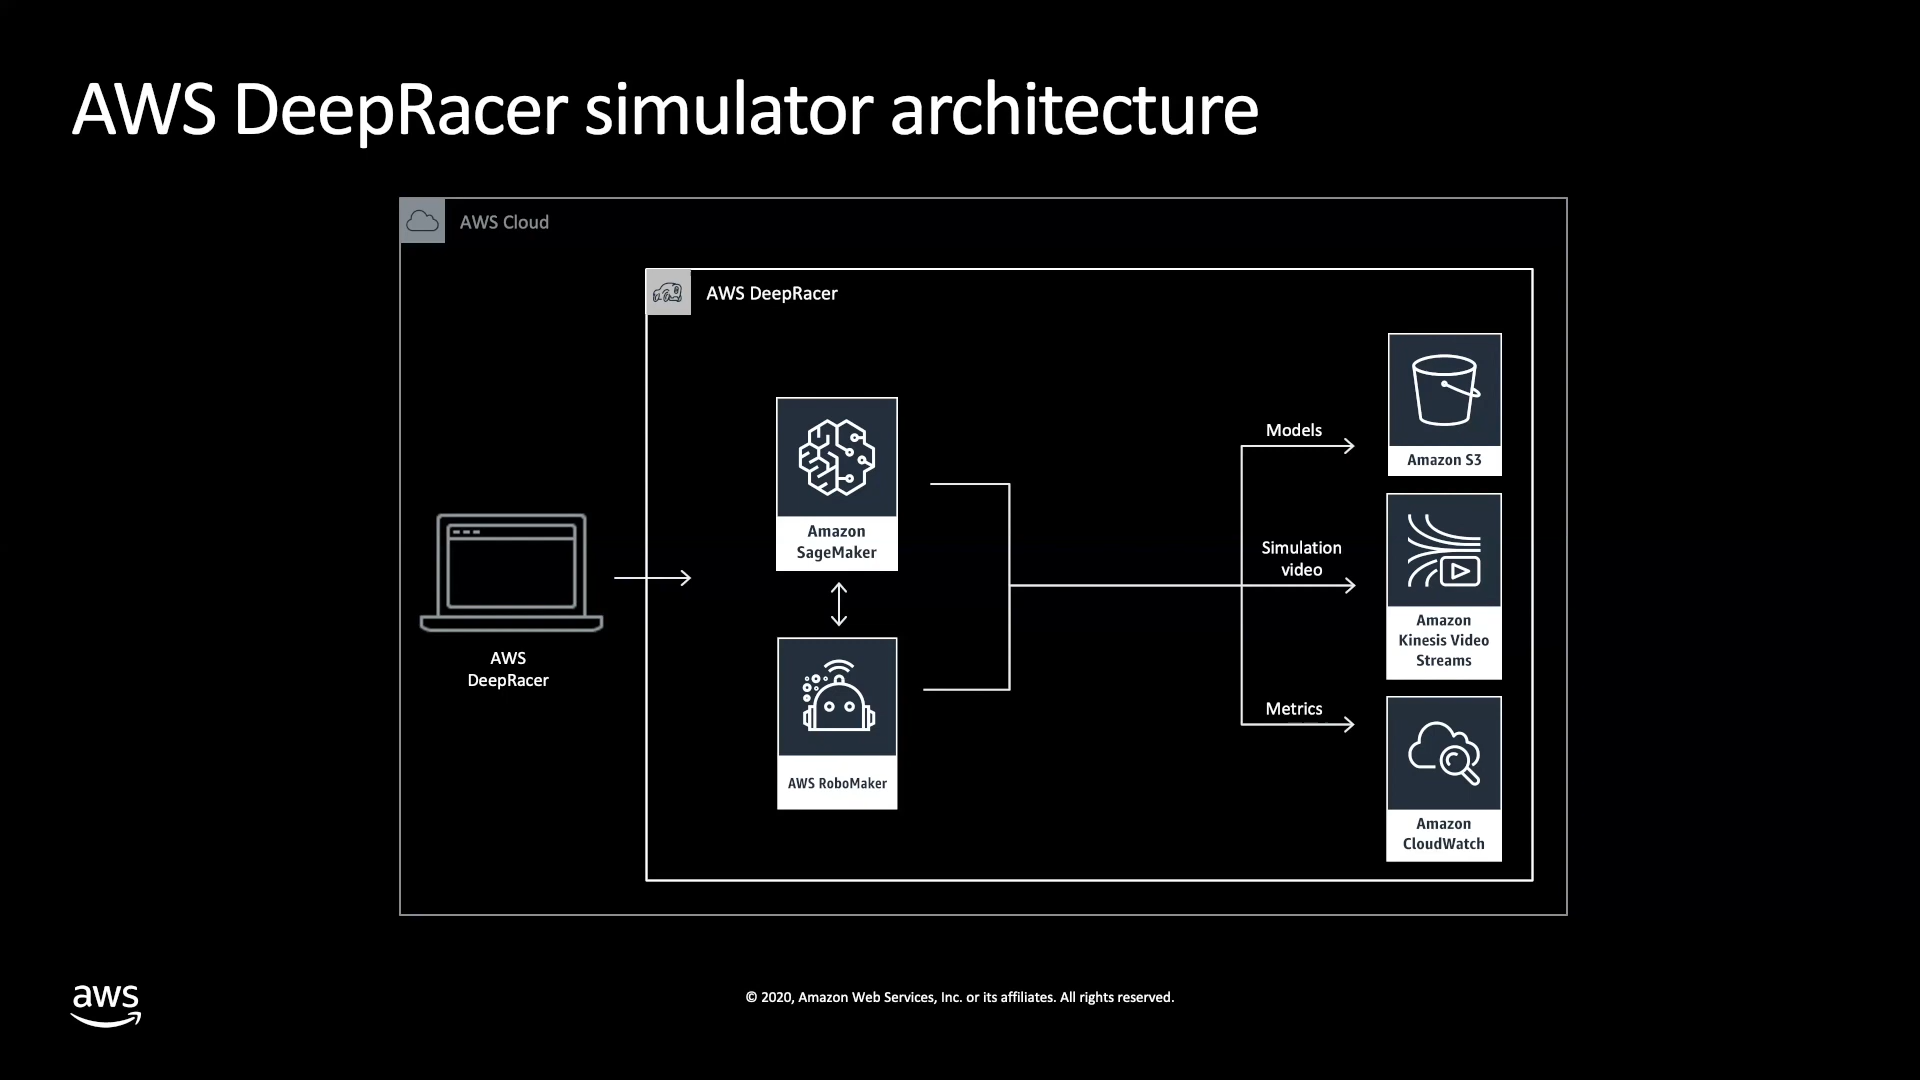 AWS DeepRacer simulator architecture
AWS Cloud
AWS DeepRacer
AWS
DeepRacer
Amazon
SageMaker
AWS RoboMaker
Models
Simulation
video
Metrics
Amazon S3
Amazon
Kinesis Video
Streams
Amazon
CloudWatch
aws
© 2020, Amazon Web Services, Inc. or its affiliates. All rights reserved.